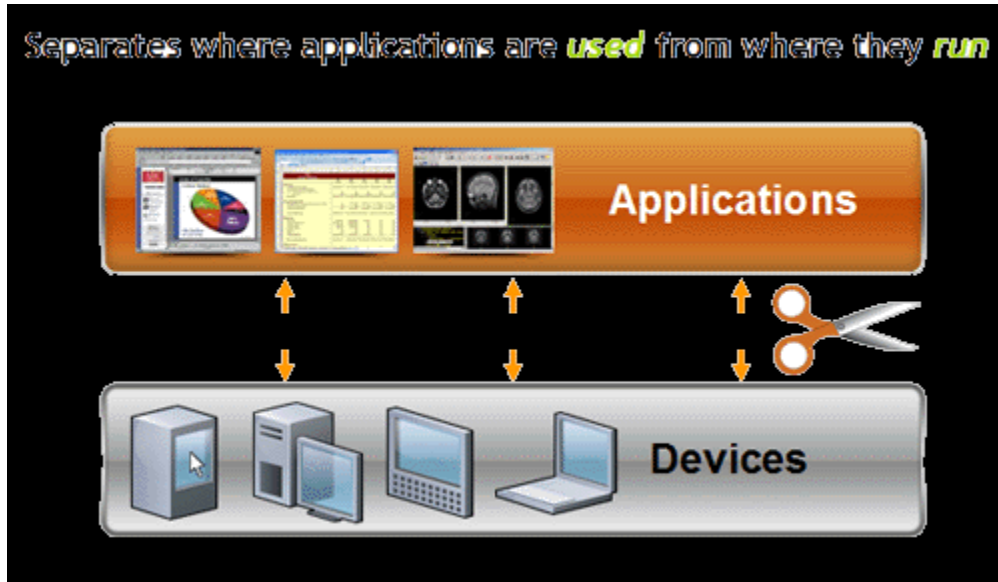 Separates where applications are used from where they run
Applications
Devices